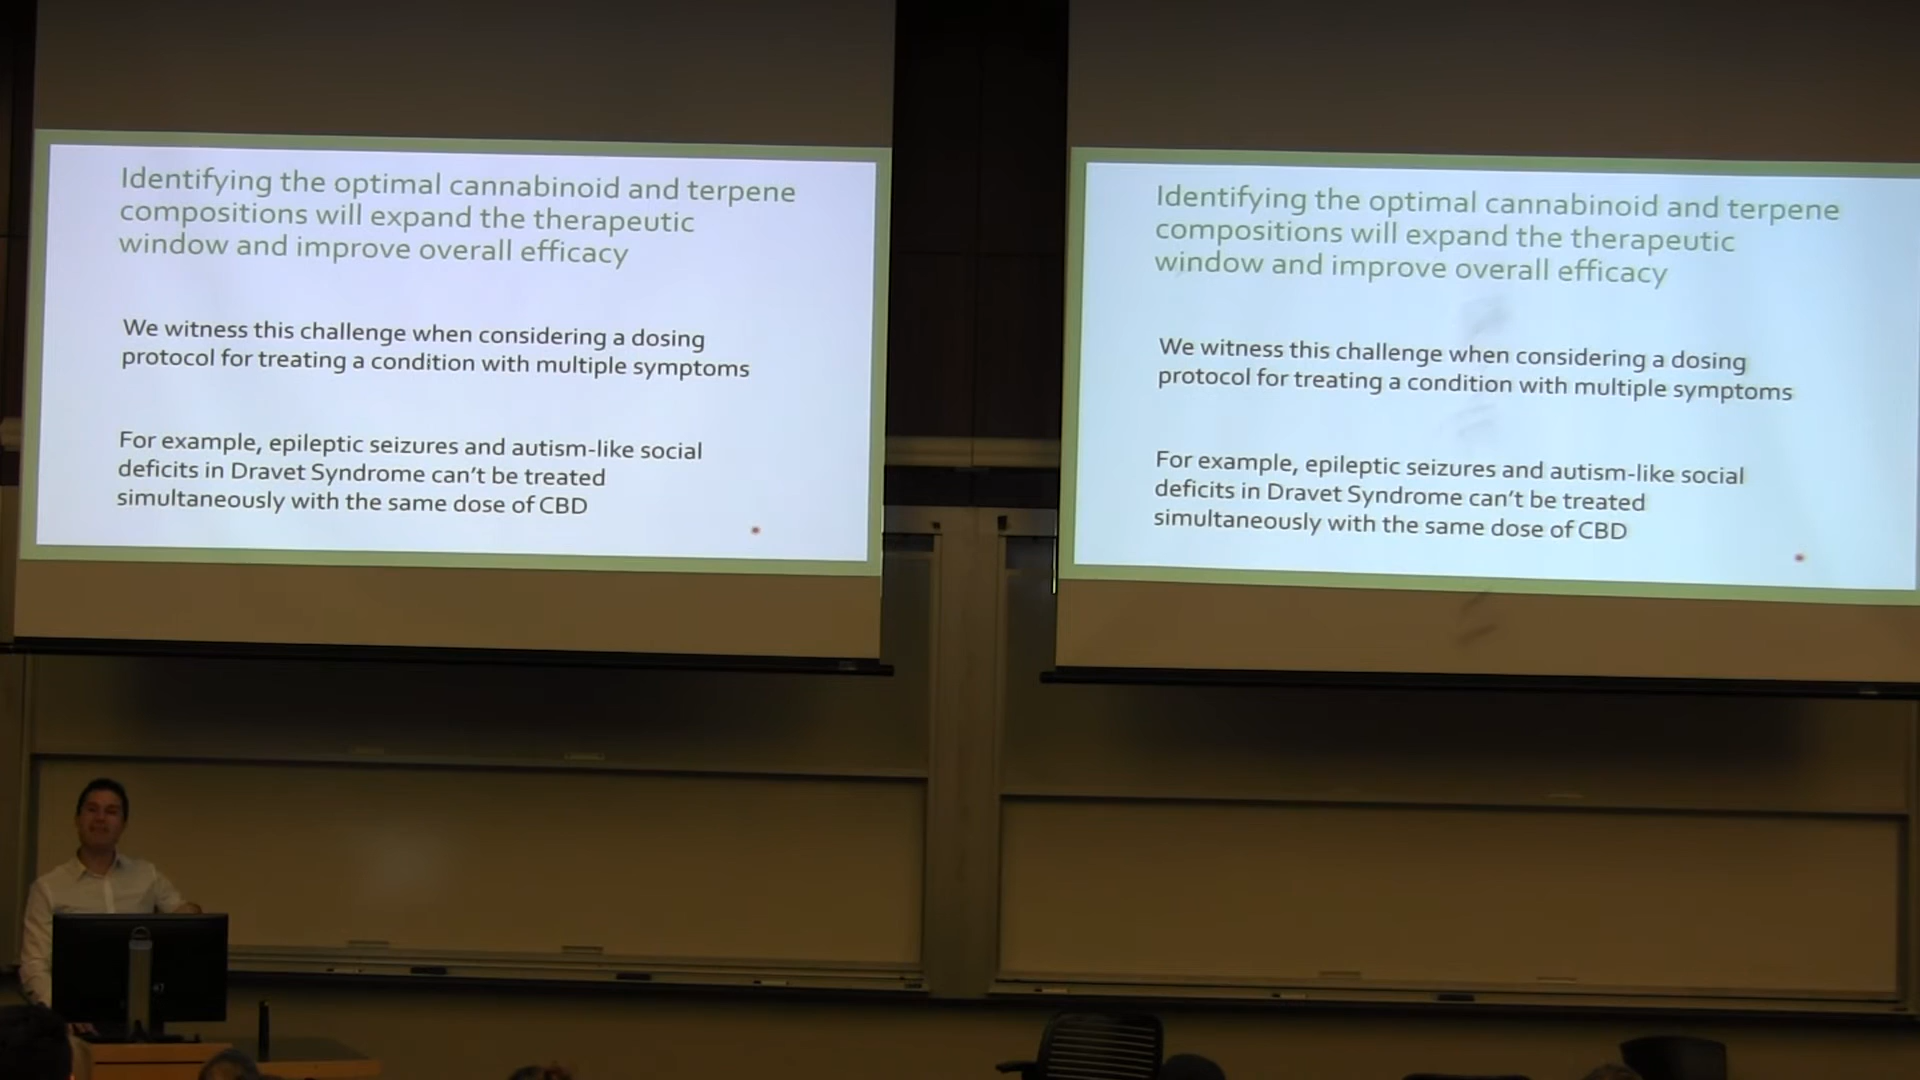 Identifying the optimal cannabinoid and terpene
compositions will expand the therapeutic
window and improve overall efficacy
We witness this challenge when considering a dosing
protocol for treating a condition with multiple symptoms
For example, epileptic seizures and autism-like social
deficits in Dravet Syndrome can't be treated
simultaneously with the same dose of CBD
Identifying the optimal cannabinoid and terpene
compositions will expand the therapeutic
window and improve overall efficacy
We witness this challenge when considering a dosing
protocol for treating a condition with multiple symptoms
For example, epileptic seizures and autism-like social
deficits in Dravet Syndrome can't be treated
simultaneously with the same dose of CBD